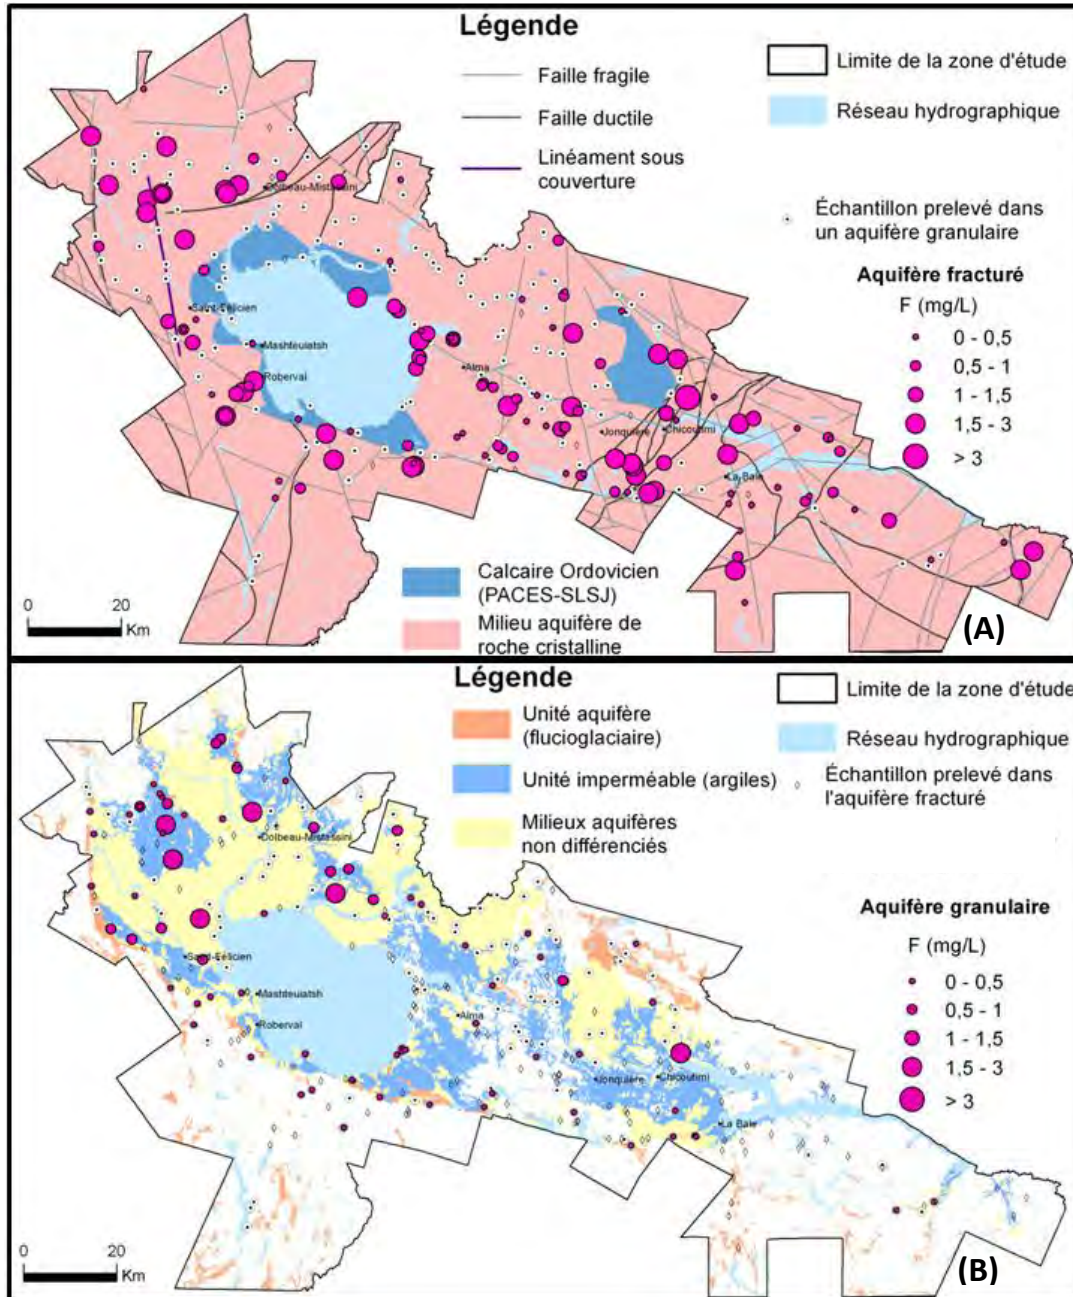 Légende
Faille fragile
Faille ductile
Linéament sous
couverture
Limite de la zone d'étude
Réseau hydrographique
Échantillon prelevé dans
un aquifère granulaire
Aquifère fracturé
F (mg/L)
0 - 0,5
0,5 - 1
1 - 1,5
1,5 - 3
> 3
Dolbeau-Mistassini
Saint-Félicien
Mashteuiatsh
Roberval
Alma
Jonquière
Chicoutimi
La Baie
Calcaire Ordovicien
(PACES-SLSJ)
Milieu aquifère de
roche cristalline
0 20
Km
(A)
Légende
Unité aquifère
(flucioglaciaire)
Unité imperméable (argiles)
Milieux aquifères
non différenciés
Limite de la zone d'étude
Réseau hydrographique
Échantillon prelevé dans
l'aquifère fracturé
Aquifère granulaire
F (mg/L)
0 - 0,5
0,5 - 1
1 - 1,5
1,5 - 3
> 3
Dolbeau-Mistassini
Saint-Félicien
Mashteuiatsh
Roberval
Alma
Jonquière
Chicoutimi
La Baie
0 20
Km
(B)